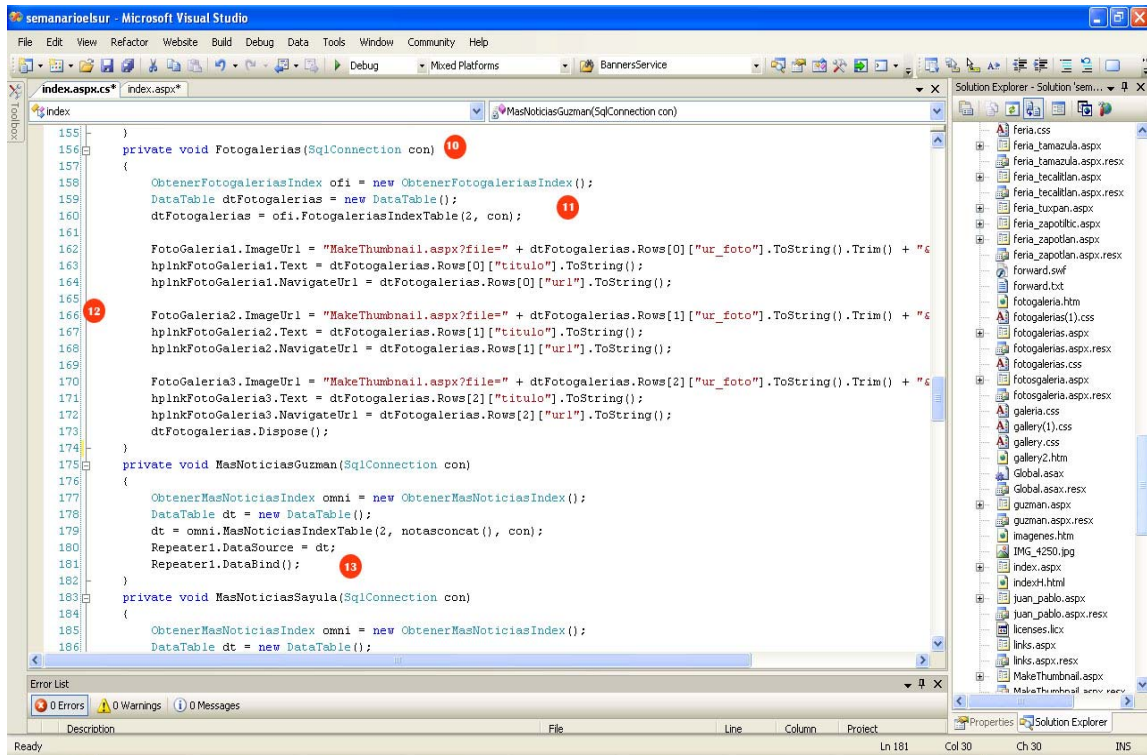 semanarioelsur - Microsoft Visual Studio
File Edit View Refactor Website Build Debug Data Tools Window Community Help
Debug Mixed Platforms BannersService
index.aspx.cs* index.aspx*
Toolbox
index MasNoticiasGuzman(SqlConnection con)
155 }
156 private void Fotogalerias(SqlConnection con) 10
157 {
158 ObtenerFotogaleriasIndex ofi = new ObtenerFotogaleriasIndex();
159 DataTable dtFotogalerias = new DataTable(); 11
160 dtFotogalerias = ofi.FotogaleriasIndexTable(2, con);
161
162 FotoGaleria1.ImageUrl = "MakeThumbnail.aspx?file=" + dtFotogalerias.Rows[0]["ur_foto"].ToString().Trim() + "&
163 hplnkFotoGaleria1.Text = dtFotogalerias.Rows[0]["titulo"].ToString();
164 hplnkFotoGaleria1.NavigateUrl = dtFotogalerias.Rows[0]["url"].ToString();
165
166 12 FotoGaleria2.ImageUrl = "MakeThumbnail.aspx?file=" + dtFotogalerias.Rows[1]["ur_foto"].ToString().Trim() + "&
167 hplnkFotoGaleria2.Text = dtFotogalerias.Rows[1]["titulo"].ToString();
168 hplnkFotoGaleria2.NavigateUrl = dtFotogalerias.Rows[1]["url"].ToString();
169
170 FotoGaleria3.ImageUrl = "MakeThumbnail.aspx?file=" + dtFotogalerias.Rows[2]["ur_foto"].ToString().Trim() + "&
171 hplnkFotoGaleria3.Text = dtFotogalerias.Rows[2]["titulo"].ToString();
172 hplnkFotoGaleria3.NavigateUrl = dtFotogalerias.Rows[2]["url"].ToString();
173 dtFotogalerias.Dispose();
174 }
175 private void MasNoticiasGuzman(SqlConnection con)
176 {
177 ObtenerMasNoticiasIndex omni = new ObtenerMasNoticiasIndex();
178 DataTable dt = new DataTable();
179 dt = omni.MasNoticiasIndexTable(2, notasconcat(), con);
180 Repeater1.DataSource = dt;
181 Repeater1.DataBind(); 13
182 }
183 private void MasNoticiasSayula(SqlConnection con)
184 {
185 ObtenerMasNoticiasIndex omni = new ObtenerMasNoticiasIndex();
186 DataTable dt = new DataTable();
Solution Explorer - Solution 'sem...
feria.css
feria_tamazula.aspx
feria_tamazula.aspx.resx
feria_tecalitlan.aspx
feria_tecalitlan.aspx.resx
feria_tuxpan.aspx
feria_zapotiltic.aspx
feria_zapotlan.aspx
feria_zapotlan.aspx.resx
forward.swf
forward.txt
fotogaleria.htm
fotogalerias(1).css
fotogalerias.aspx
fotogalerias.aspx.resx
fotogalerias.css
fotosgaleria.aspx
fotosgaleria.aspx.resx
galeria.css
gallery(1).css
gallery.css
gallery2.htm
Global.asax
Global.asax.resx
guzman.aspx
guzman.aspx.resx
imagenes.htm
IMG_4250.jpg
index.aspx
indexH.html
juan_pablo.aspx
juan_pablo.aspx.resx
licenses.licx
links.aspx
links.aspx.resx
MakeThumbnail.aspx
MakeThumbnail.aspx.resx
Properties Solution Explorer
Error List
0 Errors 0 Warnings 0 Messages
Description File Line Column Project
Ready Ln 181 Col 30 Ch 30 INS